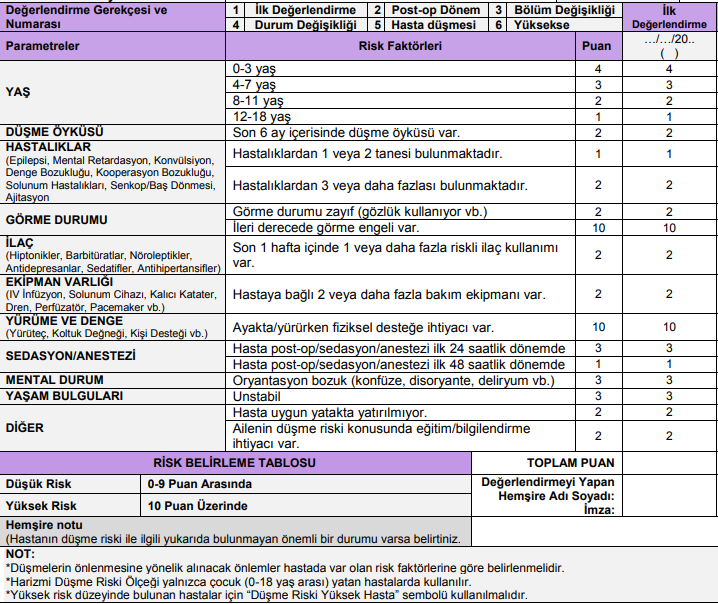 Değerlendirme Gerekçesi ve Numarası
1 İlk Değerlendirme 2 Post-op Dönem 3 Bölüm Değişikliği
4 Durum Değişikliği 5 Hasta düşmesi 6 Yüksekse
İlk Değerlendirme
Parametreler Risk Faktörleri Puan …/…/20.. ( )
YAŞ
0-3 yaş 4 4
4-7 yaş 3 3
8-11 yaş 2 2
12-18 yaş 1 1
DÜŞME ÖYKÜSÜ Son 6 ay içerisinde düşme öyküsü var. 2 2
HASTALIKLAR
(Epilepsi, Mental Retardasyon, Konvülsiyon,
Denge Bozukluğu, Kooperasyon Bozukluğu,
Solunum Hastalıkları, Senkop/Baş Dönmesi,
Ajitasyon
Hastalıklardan 1 veya 2 tanesi bulunmaktadır. 1 1
Hastalıklardan 3 veya daha fazlası bulunmaktadır. 2 2
GÖRME DURUMU
Görme durumu zayıf (gözlük kullanıyor vb.) 2 2
İleri derecede görme engeli var. 10 10
İLAÇ
(Hiptonikler, Barbitüratlar, Nöroleptikler,
Antidepresanlar, Sedatifler, Antihipertansifler)
Son 1 hafta içinde 1 veya daha fazla riskli ilaç kullanımı
var. 2 2
EKİPMAN VARLIĞI
(IV İnfüzyon, Solunum Cihazı, Kalıcı Katater,
Dren, Perfüzatör, Pacemaker vb.)
Hastaya bağlı 2 veya daha fazla bakım ekipmanı var. 2 2
YÜRÜME VE DENGE
(Yürüteç, Koltuk Değneği, Kişi Desteği vb.)
Ayakta/yürürken fiziksel desteğe ihtiyacı var. 10 10
SEDASYON/ANESTEZİ
Hasta post-op/sedasyon/anestezi ilk 24 saatlik dönemde 3 3
Hasta post-op/sedasyon/anestezi ilk 48 saatlik dönemde 1 1
MENTAL DURUM Oryantasyon bozuk (konfüze, disoryante, deliryum vb.) 3 3
YAŞAM BULGULARI Unstabil 3 3
DİĞER
Hasta uygun yatakta yatırılmıyor. 2 2
Ailenin düşme riski konusunda eğitim/bilgilendirme
ihtiyacı var. 2 2
RİSK BELİRLEME TABLOSU TOPLAM PUAN
Düşük Risk 0-9 Puan Arasında
Yüksek Risk 10 Puan Üzerinde
Değerlendirmeyi Yapan
Hemşire Adı Soyadı:
İmza:
Hemşire notu
(Hastanın düşme riski ile ilgili yukarıda bulunmayan önemli bir durumu varsa belirtiniz.
NOT:
*Düşmelerin önlenmesine yönelik alınacak önlemler hastada var olan risk faktörlerine göre belirlenmelidir.
*Harizmi Düşme Riski Ölçeği yalnızca çocuk (0-18 yaş arası) yatan hastalarda kullanılır.
*Yüksek risk düzeyinde bulunan hastalar için “Düşme Riski Yüksek Hasta” sembolü kullanılmalıdır.